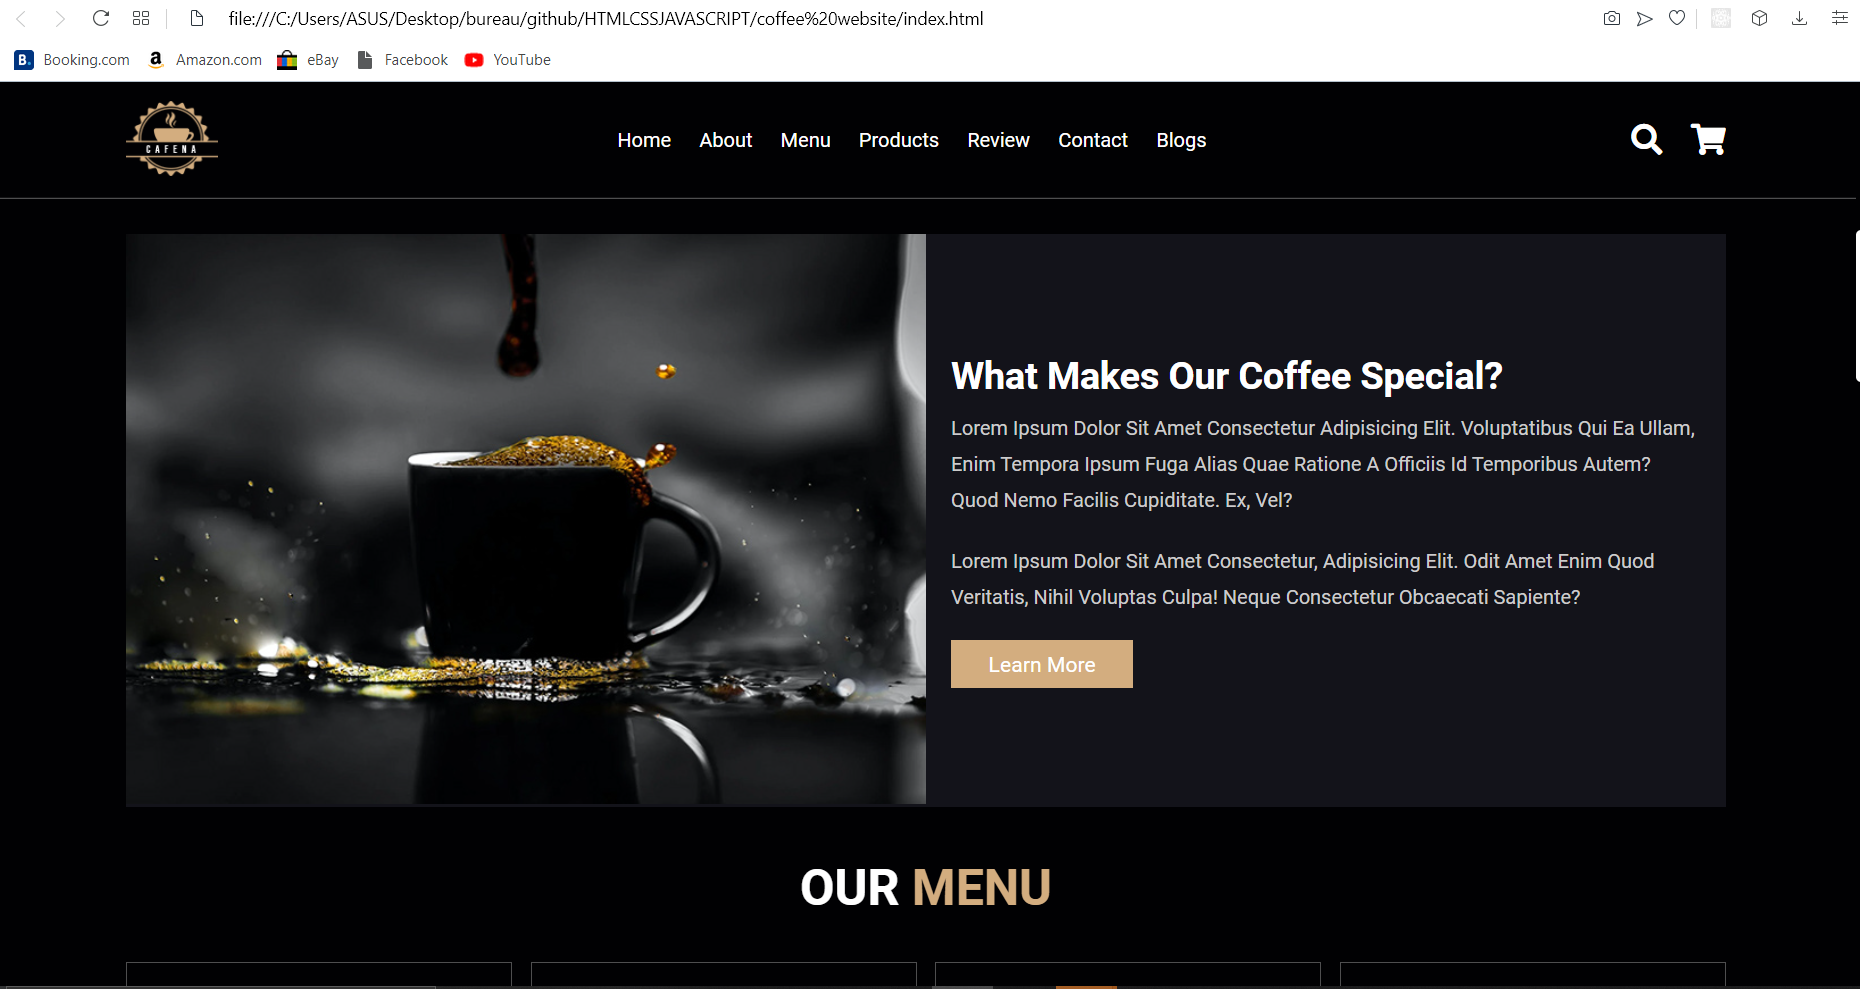 file:///C:/Users/ASUS/Desktop/bureau/github/HTMLCSSJAVASCRIPT/coffee%20website/index.html
B. Booking.com a Amazon.com eBay Facebook YouTube
CAFENA
Home About Menu Products Review Contact Blogs
What Makes Our Coffee Special?
Lorem Ipsum Dolor Sit Amet Consectetur Adipisicing Elit. Voluptatibus Qui Ea Ullam,
Enim Tempora Ipsum Fuga Alias Quae Ratione A Officiis Id Temporibus Autem?
Quod Nemo Facilis Cupiditate. Ex, Vel?
Lorem Ipsum Dolor Sit Amet Consectetur, Adipisicing Elit. Odit Amet Enim Quod
Veritatis, Nihil Voluptas Culpa! Neque Consectetur Obcaecati Sapiente?
Learn More
OUR MENU